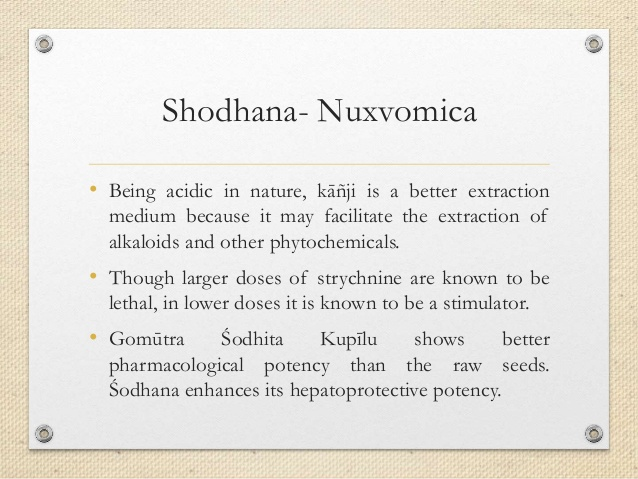 Shodhana- Nuxvomica
• Being acidic in nature, kāñji is a better extraction
medium because it may facilitate the extraction of
alkaloids and other phytochemicals.
• Though larger doses of strychnine are known to be
lethal, in lower doses it is known to be a stimulator.
• Gomūtra Śodhita Kupīlu shows better
pharmacological potency than the raw seeds.
Śodhana enhances its hepatoprotective potency.